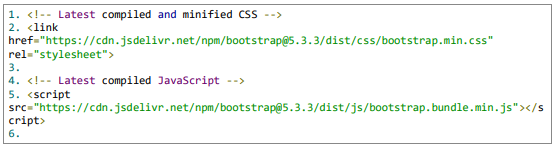 1. <!-- Latest compiled and minified CSS -->
2. <link
href="https://cdn.jsdelivr.net/npm/bootstrap@5.3.3/dist/css/bootstrap.min.css"
rel="stylesheet">
3.
4. <!-- Latest compiled JavaScript -->
5. <script
src="https://cdn.jsdelivr.net/npm/bootstrap@5.3.3/dist/js/bootstrap.bundle.min.js"></s
cript>
6.